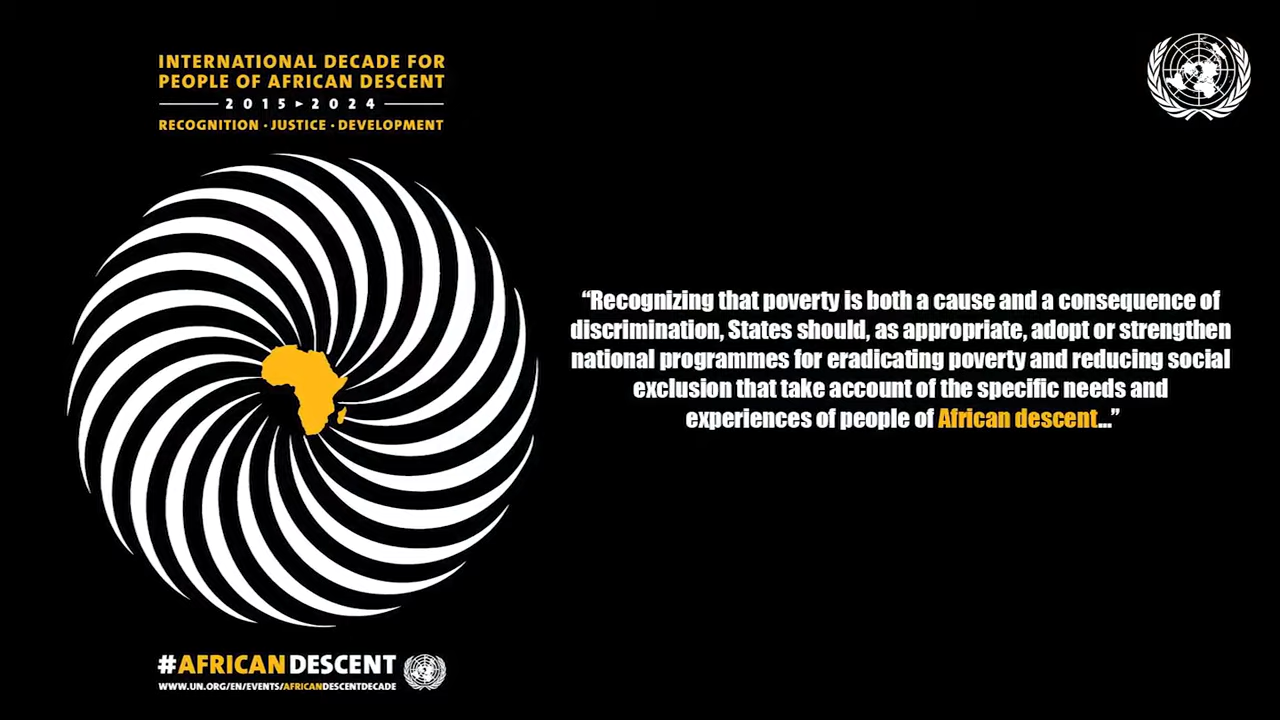 INTERNATIONAL DECADE FOR
PEOPLE OF AFRICAN DESCENT
2015 ► 2024
RECOGNITION · JUSTICE · DEVELOPMENT
“Recognizing that poverty is both a cause and a consequence of
discrimination, States should, as appropriate, adopt or strengthen
national programmes for eradicating poverty and reducing social
exclusion that take account of the specific needs and
experiences of people of African descent...”
#AFRICANDESCENT
WWW.UN.ORG/EN/EVENTS/AFRICANDESCENTDECADE